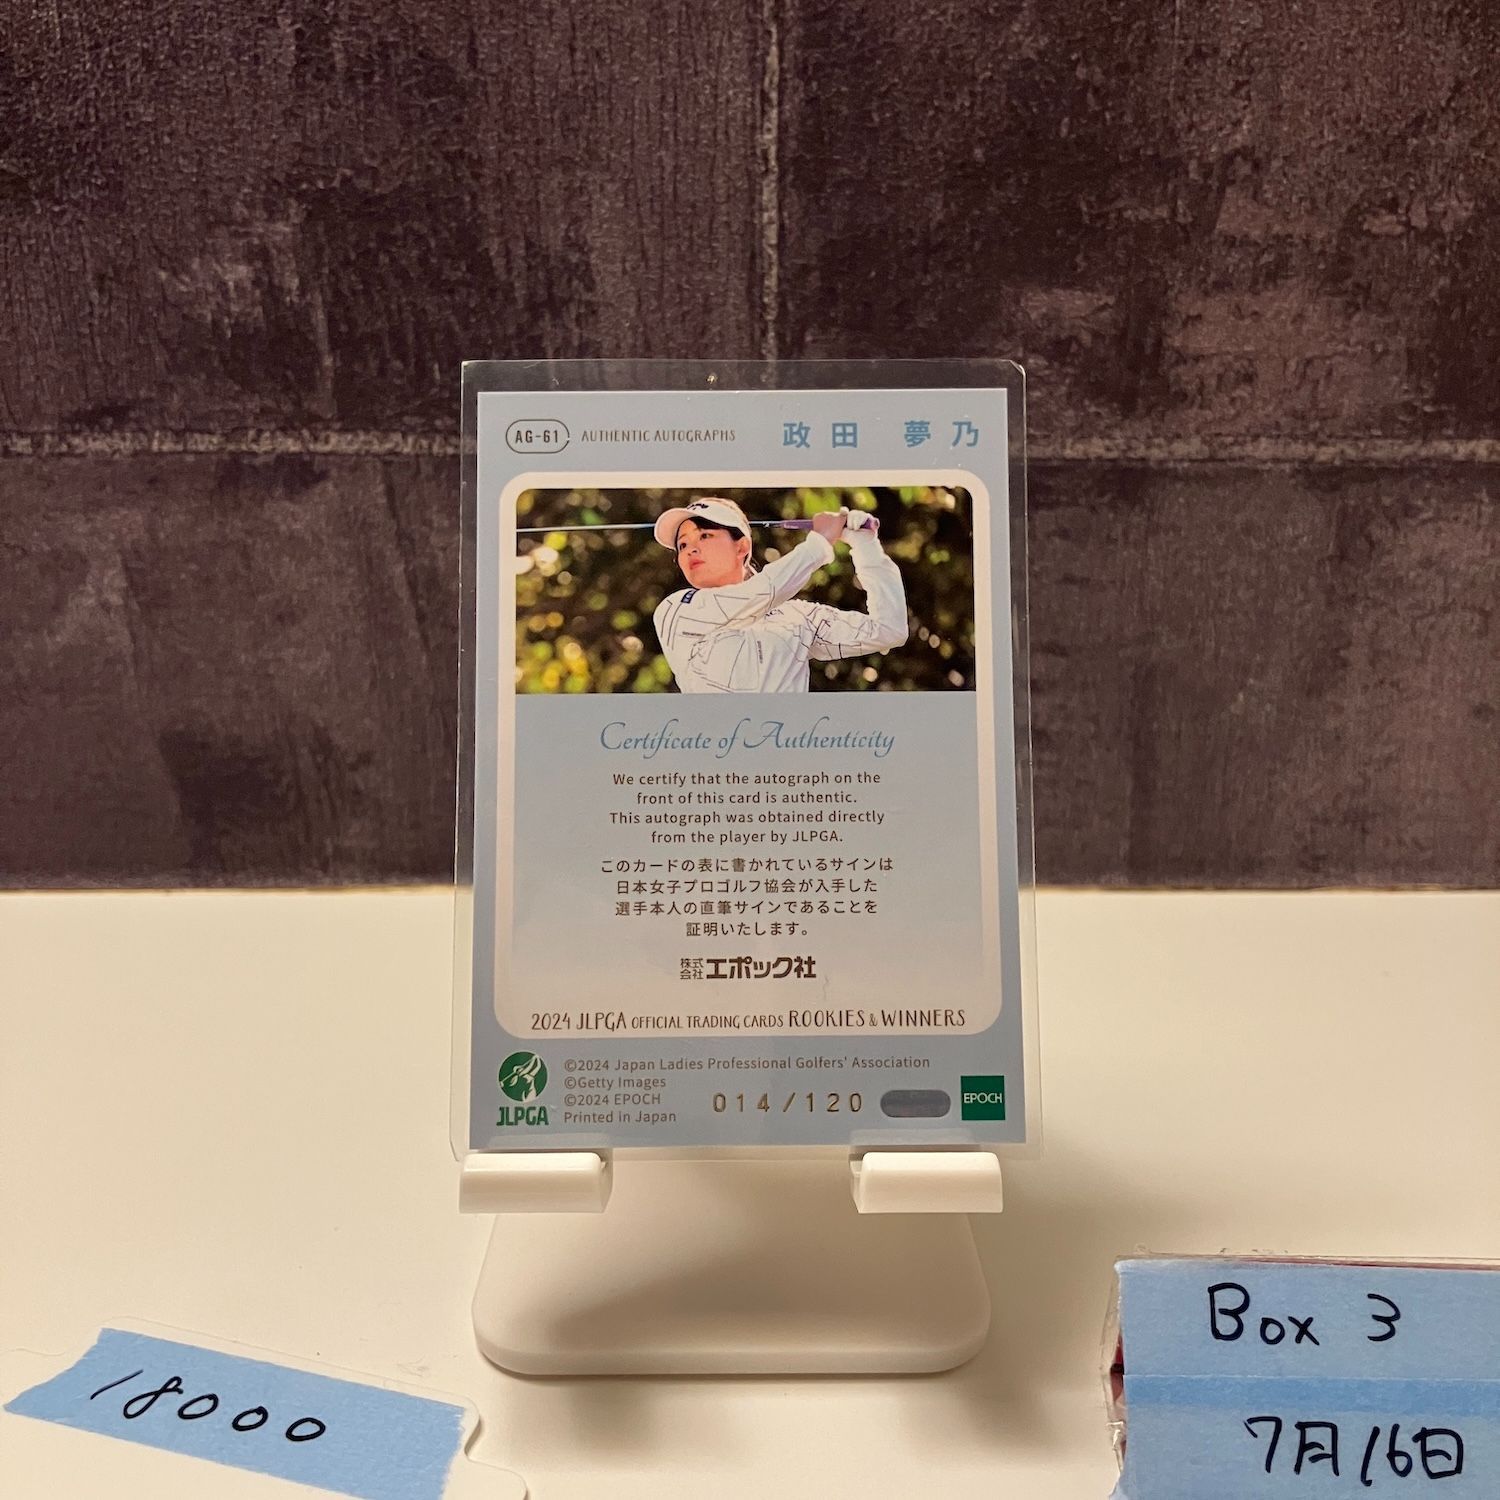 AG-61 AUTHENTIC AUTOGRAPHS 政田 夢乃
Certificate of Authenticity
We certify that the autograph on the
front of this card is authentic.
This autograph was obtained directly
from the player by JLPGA.
このカードの表に書かれているサインは
日本女子プロゴルフ協会が入手した
選手本人の直筆サインであることを
証明いたします。
株式会社エポック社
2024 JLPGA OFFICIAL TRADING CARDS ROOKIES & WINNERS
©2024 Japan Ladies Professional Golfers' Association
©Getty Images
©2024 EPOCH
Printed in Japan
JLPGA
014/120
EPOCH
18000
Box 3
7月16日